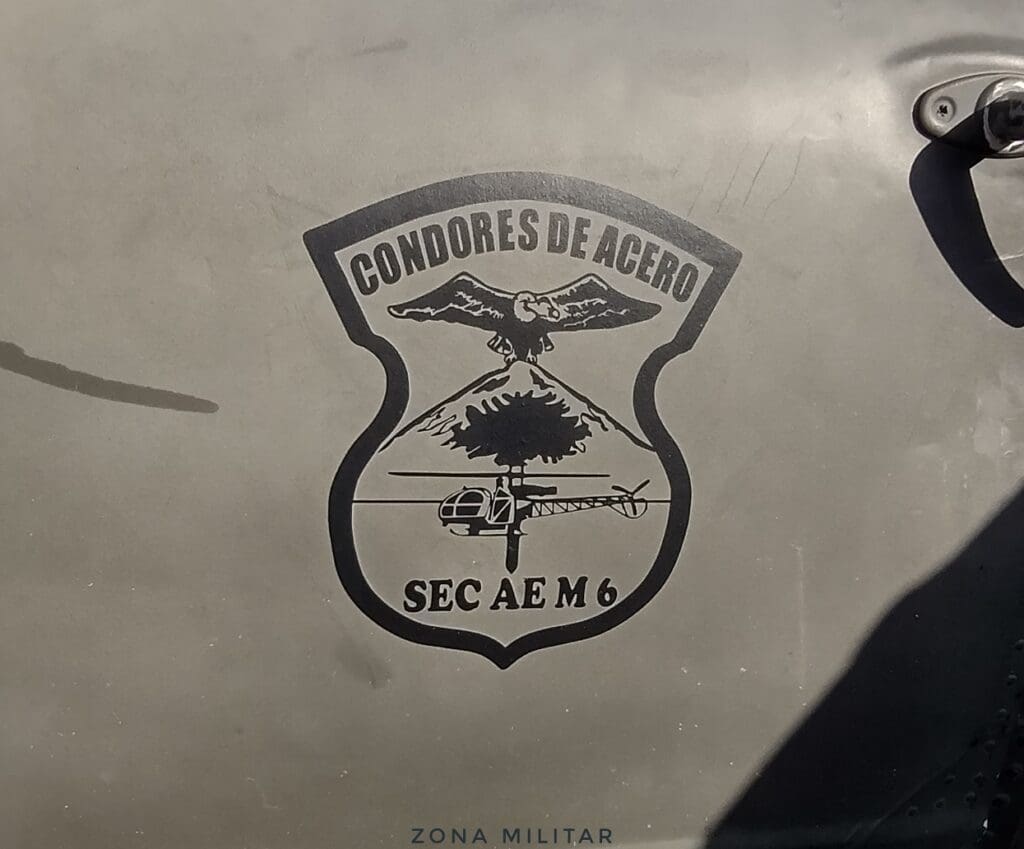 CONDORES DE ACERO
SEC AE M 6
ZONA MILITAR